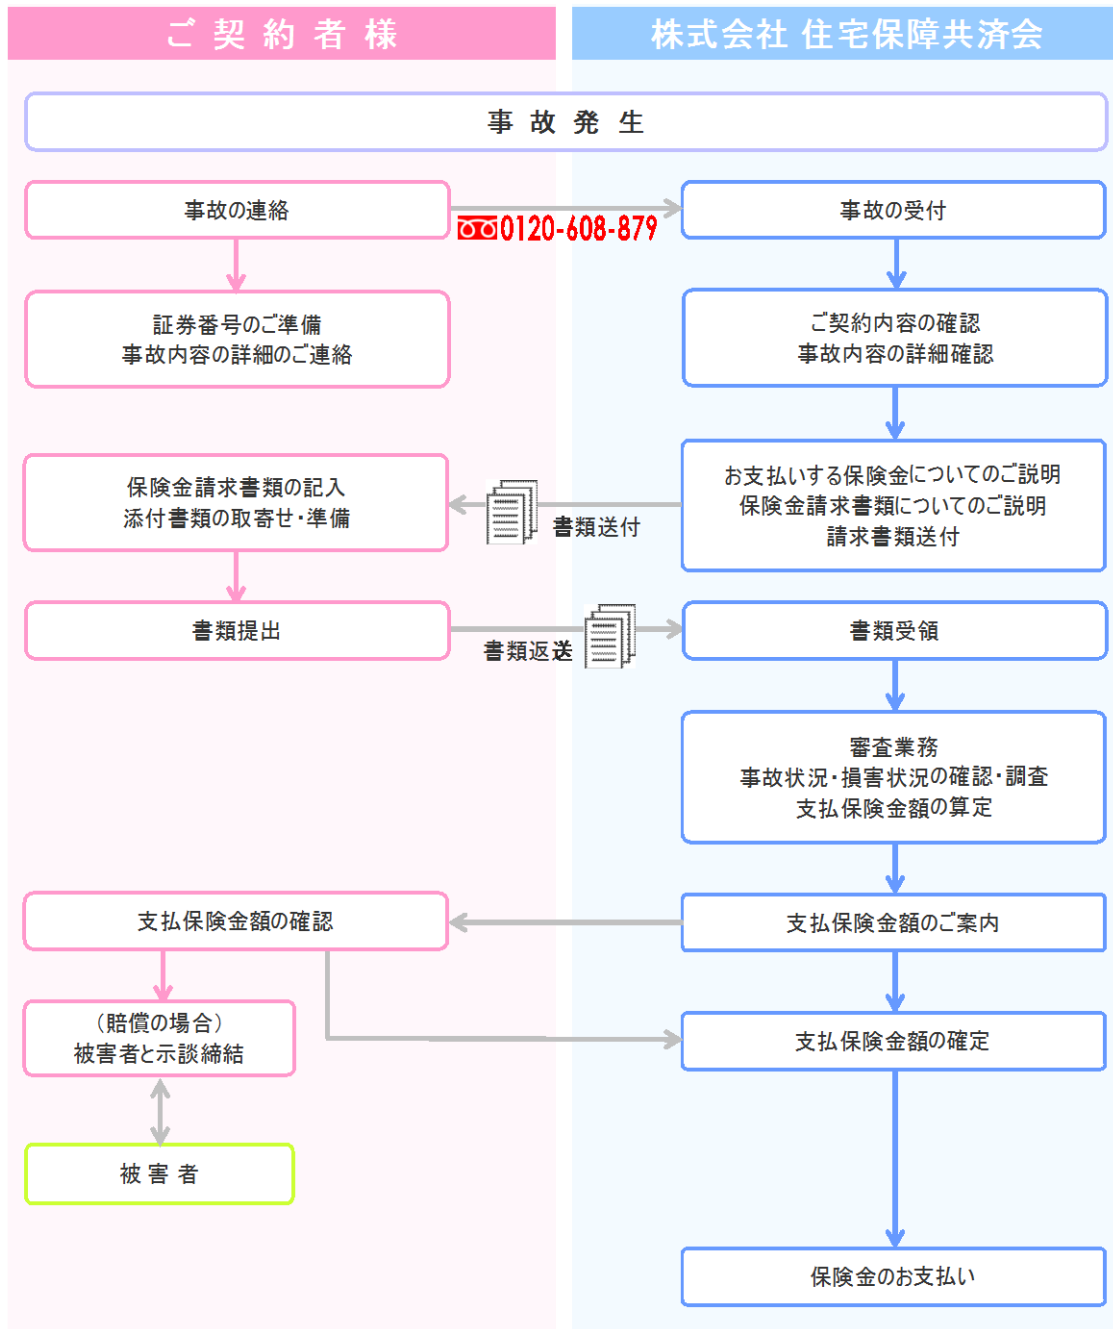 ご契約者様
株式会社 住宅保障共済会
事故発生
事故の連絡
0120-608-879
事故の受付
証券番号のご準備
事故内容の詳細のご連絡
ご契約内容の確認
事故内容の詳細確認
保険金請求書類の記入
添付書類の取寄せ・準備
書類送付
お支払いする保険金についてのご説明
保険金請求書類についてのご説明
請求書類送付
書類提出
書類返送
書類受領
審査業務
事故状況・損害状況の確認・調査
支払保険金額の算定
支払保険金額の確認
支払保険金額のご案内
（賠償の場合）
被害者と示談締結
支払保険金額の確定
被害者
保険金のお支払い